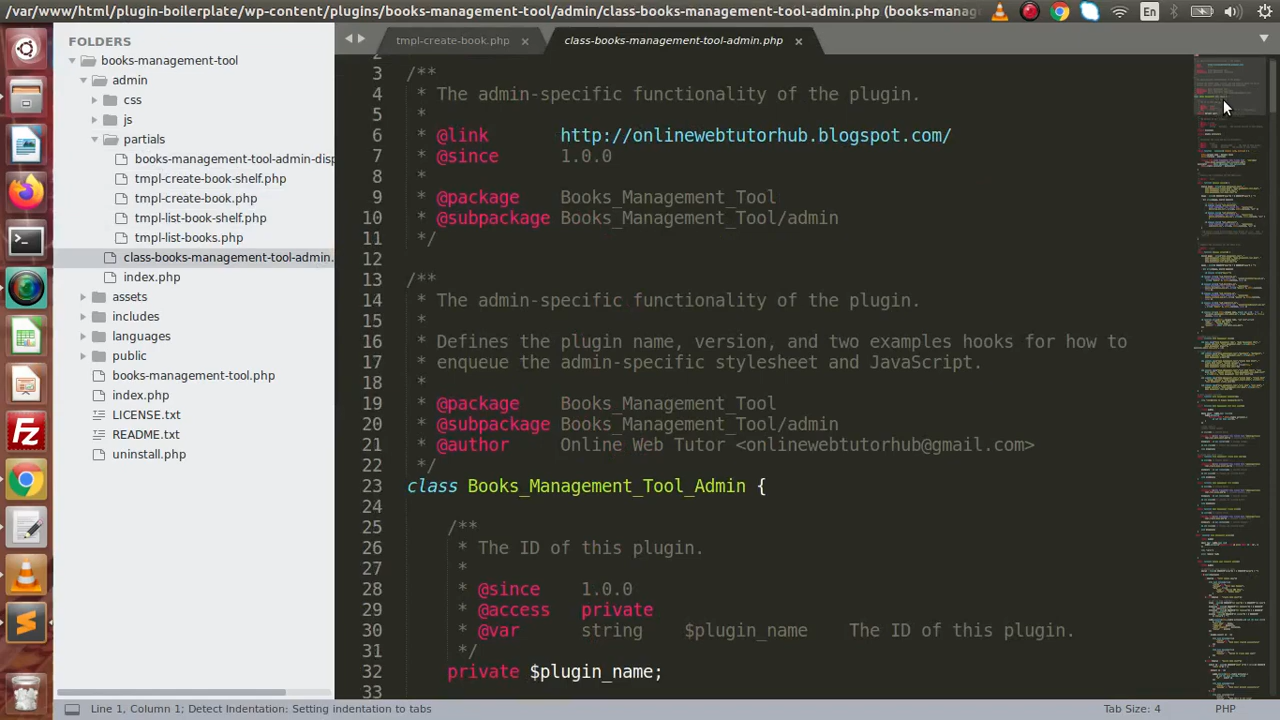 /var/www/html/plugin-boilerplate/wp-content/plugins/books-management-tool/admin/class-books-management-tool-admin.php (books-manag
En
FOLDERS
books-management-tool
admin
css
js
partials
books-management-tool-admin-disp
tmpl-create-book-shelf.php
tmpl-create-book.php
tmpl-list-book-shelf.php
tmpl-list-books.php
class-books-management-tool-admin.
index.php
assets
includes
languages
public
books-management-tool.php
index.php
LICENSE.txt
README.txt
uninstall.php
tmpl-create-book.php ×
class-books-management-tool-admin.php ×
2
3 /**
4 * The admin-specific functionality of the plugin.
5 *
6 * @link http://onlinewebtutorhub.blogspot.com/
7 * @since 1.0.0
8 *
9 * @package Books_Management_Tool
10 * @subpackage Books_Management_Tool/admin
11 */
12
13 /**
14 * The admin-specific functionality of the plugin.
15 *
16 * Defines the plugin name, version, and two examples hooks for how to
17 * enqueue the admin-specific stylesheet and JavaScript.
18 *
19 * @package Books_Management_Tool
20 * @subpackage Books_Management_Tool/admin
21 * @author Online Web Tutor <onlinewebtutorhub@gmail.com>
22 */
23 class Books_Management_Tool_Admin {
24
25 /**
26 * The ID of this plugin.
27 *
28 * @since 1.0.0
29 * @access private
30 * @var string $plugin_name The ID of this plugin.
31 */
32 private $plugin_name;
33
Line 1, Column 1; Detect Indentation: Setting indentation to tabs
Tab Size: 4
PHP